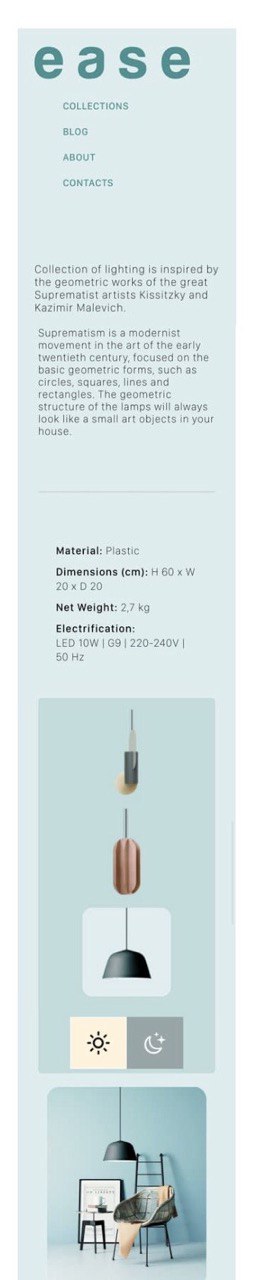 ease
COLLECTIONS
BLOG
ABOUT
CONTACTS
Collection of lighting is inspired by
the geometric works of the great
Suprematist artists Kissitzky and
Kazimir Malevich.
Suprematism is a modernist
movement in the art of the early
twentieth century, focused on the
basic geometric forms, such as
circles, squares, lines and
rectangles. The geometric
structure of the lamps will always
look like a small art objects in your
house.
Material: Plastic
Dimensions (cm): H 60 x W
20 x D 20
Net Weight: 2,7 kg
Electrification:
LED 10W | G9 | 220-240V |
50 Hz